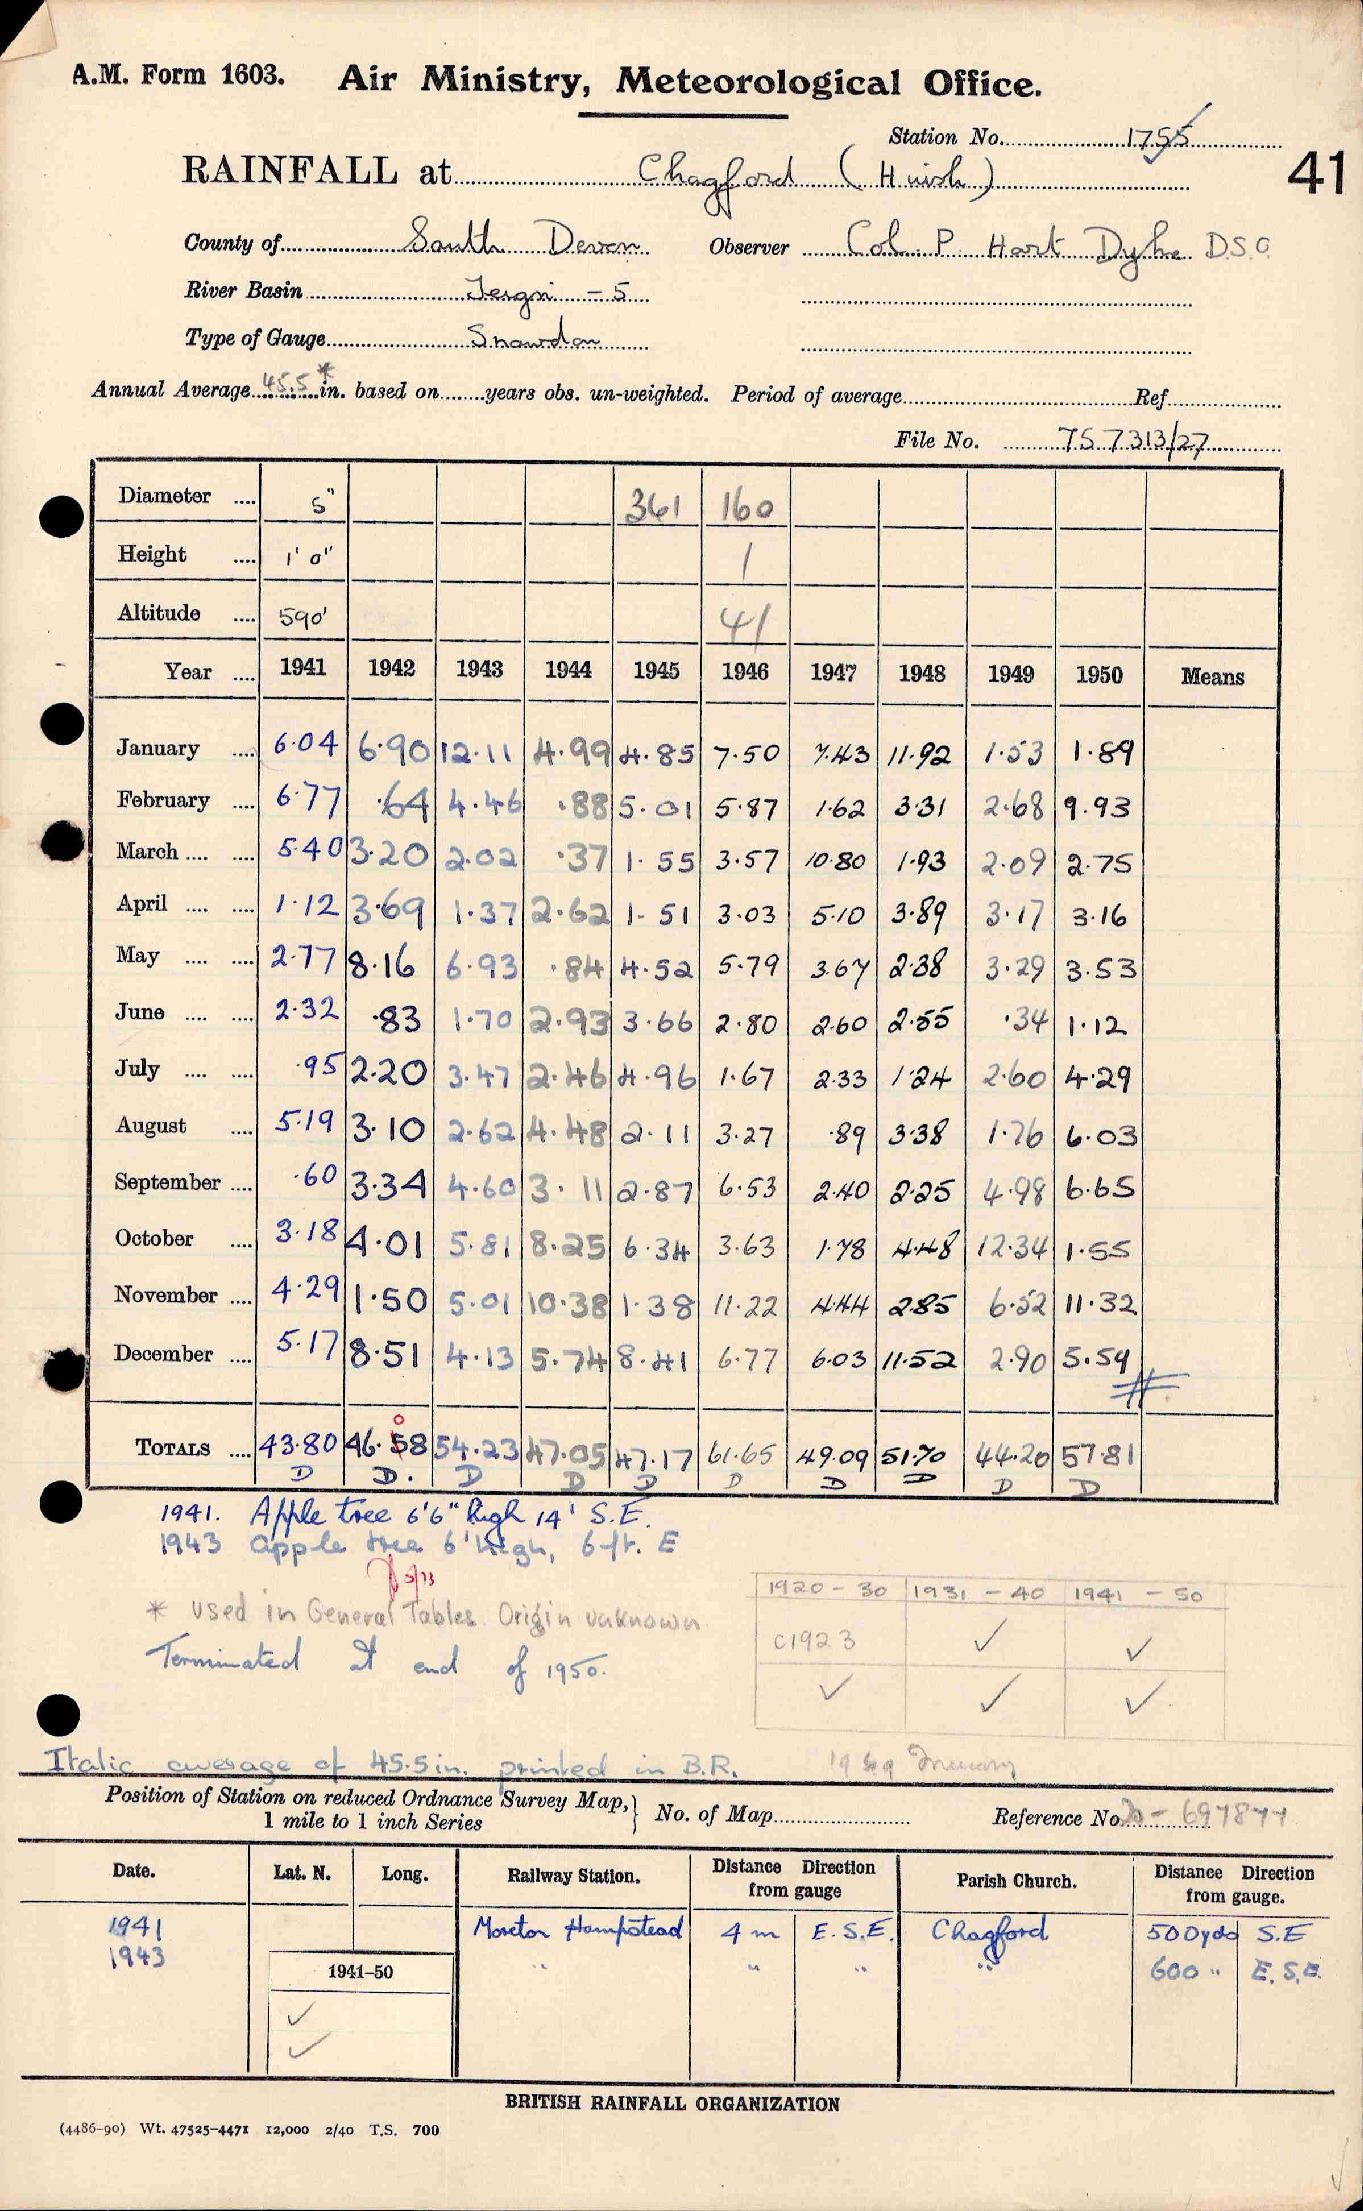 A.M. Form 1603. Air Ministry, Meteorological Office.
Station No. 1755
41
RAINFALL at Chagford (Hurish)
County of South Devon Observer Col. P Hart Dyke D.S.O.
River Basin Teign - 5
Type of Gauge Snowdon
Annual Average 45.5* in. based on years obs. un-weighted. Period of average Ref
File No. 757313/27
Diameter .... 5" 361 160
Height .... 1' 0" 1
Altitude .... 590' 41
Year .... 1941 1942 1943 1944 1945 1946 1947 1948 1949 1950 Means
January .... 6.04 6.90 12.11 4.99 4.85 7.50 7.43 11.92 1.53 1.89
February .... 6.77 .64 4.46 .88 5.01 5.87 1.62 3.31 2.68 9.93
March .... .... 5.40 3.20 2.02 .37 1.55 3.57 10.80 1.93 2.09 2.75
April .... .... 1.12 3.69 1.37 2.62 1.51 3.03 5.10 3.89 3.17 3.16
May .... .... 2.77 8.16 6.93 .84 4.52 5.79 3.67 2.38 3.29 3.53
June .... .... 2.32 .83 1.70 2.93 3.66 2.80 2.60 2.55 .34 1.12
July .... .... .95 2.20 3.47 2.46 4.96 1.67 2.33 1.24 2.60 4.29
August .... 5.19 3.10 2.62 4.48 2.11 3.27 .89 3.38 1.76 6.03
September .... .60 3.34 4.60 3.11 2.87 6.53 2.40 2.25 4.98 6.65
October .... 3.18 4.01 5.81 8.25 6.34 3.63 1.78 4.48 12.34 1.55
November .... 4.29 1.50 5.01 10.38 1.38 11.22 4.44 2.85 6.52 11.32
December .... 5.17 8.51 4.13 5.74 8.41 6.77 6.03 11.52 2.90 5.59
0
TOTALS .... 43.80 46.58 54.23 47.05 47.17 61.65 49.09 51.70 44.20 57.81
D D. D D D D D D D D
1941. Apple tree 6'6" high 14' S.E.
1943 apple tree 6' high, 6 ft. E
5/73
1920 - 30 1931 - 40 1941 - 50
* used in General Tables. Origin unknown
c1923 ✓ ✓
Terminated at end of 1950.
✓ ✓ ✓
Italic average of 45.5 in. printed in B.R.
Position of Station on reduced Ordnance Survey Map,
1 mile to 1 inch Series
No. of Map Reference No. 697877
Date. Lat. N. Long. Railway Station. Distance from gauge Direction Parish Church. Distance from gauge. Direction
1941 Moreton Hampstead 4 m E.S.E. Chagford 500 yds S.E
1943 " " " " 600 " E.S.E.
1941–50
✓
✓
BRITISH RAINFALL ORGANIZATION
(4486-90) Wt. 47525-4471 12,000 2/40 T.S. 700